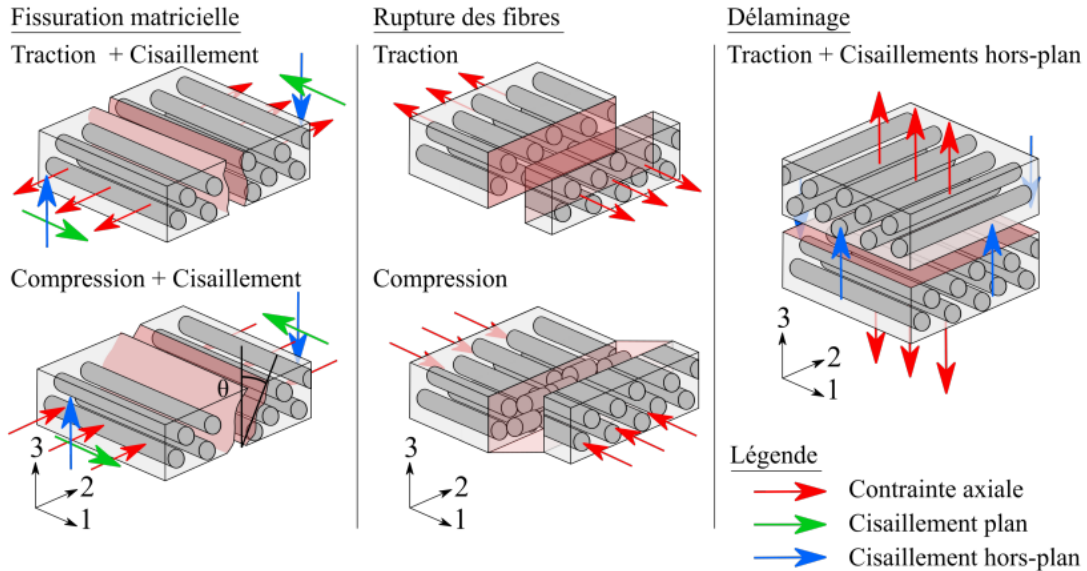 Fissuration matricielle
Traction + Cisaillement
Compression + Cisaillement
θ
3
2
1
Rupture des fibres
Traction
Compression
3
2
1
Délaminage
Traction + Cisaillements hors-plan
3
2
1
Légende
Contrainte axiale
Cisaillement plan
Cisaillement hors-plan